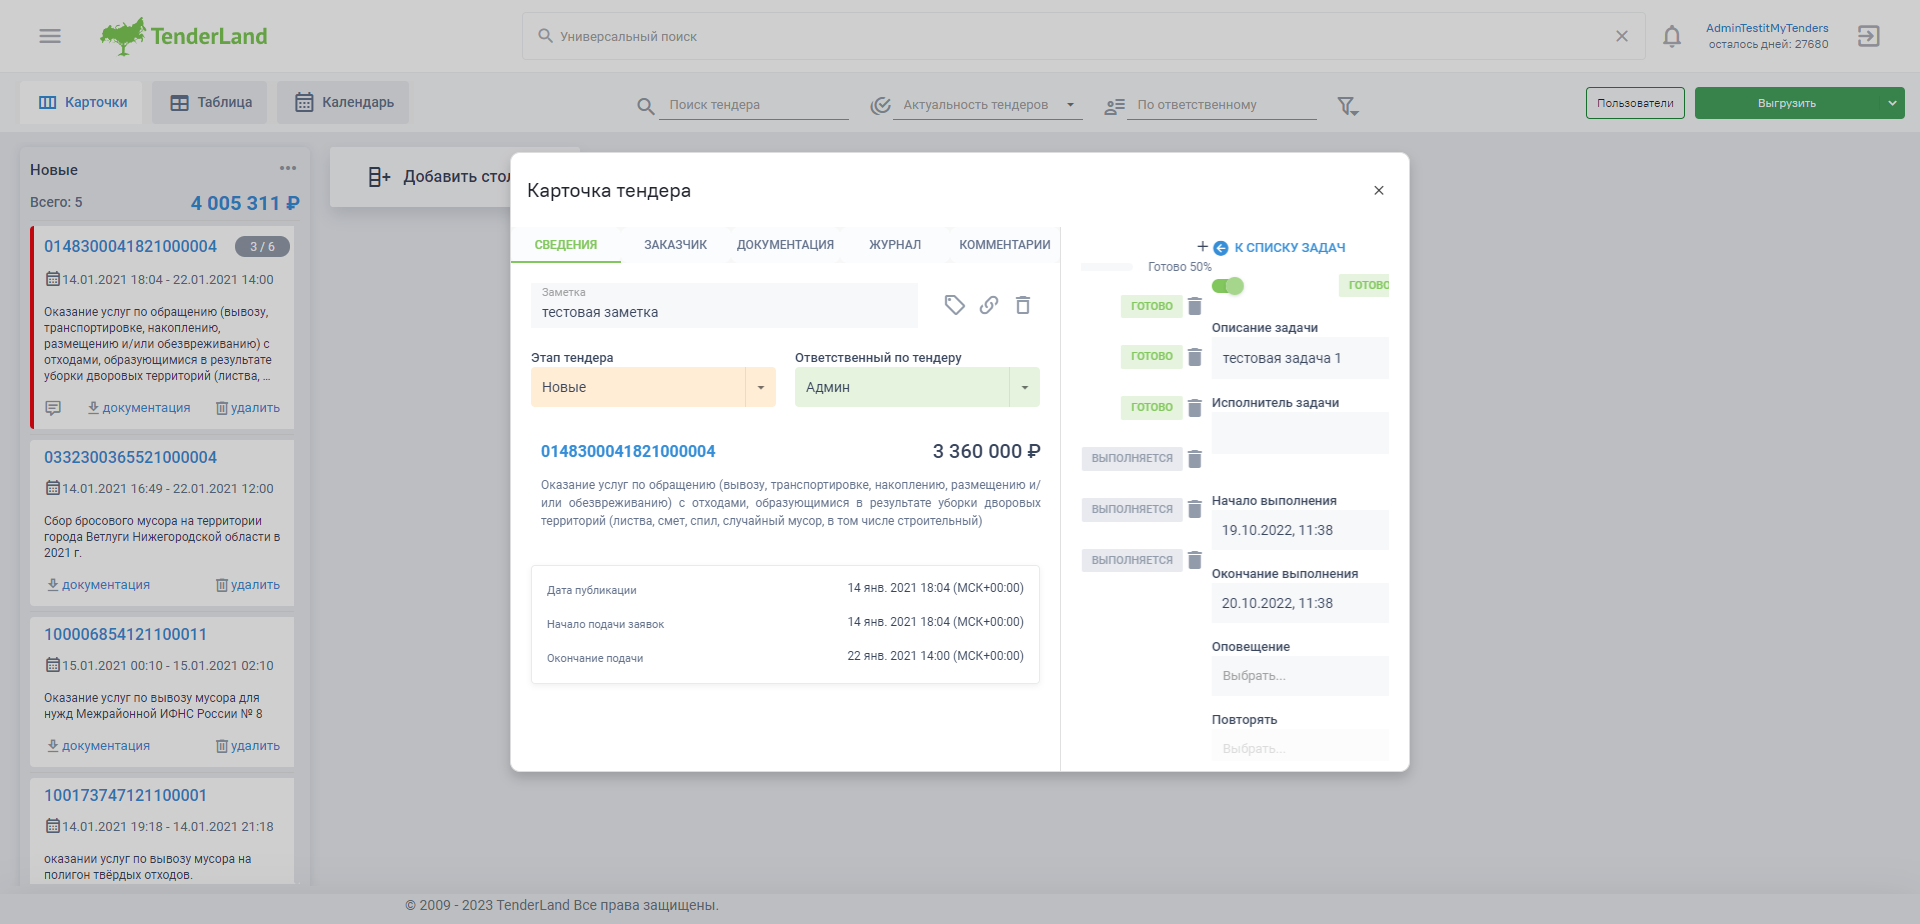 TenderLand
Универсальный поиск
AdminTestitMyTenders
осталось дней: 27680
Карточки
Таблица
Календарь
Поиск тендера
Актуальность тендеров
По ответственному
Пользователи
Выгрузить
Новые
Всего: 5
4 005 311 ₽
0148300041821000004
3 / 6
14.01.2021 18:04 - 22.01.2021 14:00
Оказание услуг по обращению (вывозу,
транспортировке, накоплению,
размещению и/или обезвреживанию) с
отходами, образующимися в результате
уборки дворовых территорий (листва, ...
документация
удалить
0332300365521000004
14.01.2021 16:49 - 22.01.2021 12:00
Сбор бросового мусора на территории
города Ветлуги Нижегородской области в
2021 г.
документация
удалить
100006854121100011
15.01.2021 00:10 - 15.01.2021 02:10
Оказание услуг по вывозу мусора для
нужд Межрайонной ИФНС России № 8
документация
удалить
100173747121100001
14.01.2021 19:18 - 14.01.2021 21:18
оказании услуг по вывозу мусора на
полигон твёрдых отходов.
Добавить стол
Карточка тендера
СВЕДЕНИЯ
ЗАКАЗЧИК
ДОКУМЕНТАЦИЯ
ЖУРНАЛ
КОММЕНТАРИИ
Заметка
тестовая заметка
Этап тендера
Новые
Ответственный по тендеру
Админ
0148300041821000004
3 360 000 ₽
Оказание услуг по обращению (вывозу, транспортировке, накоплению, размещению и/
или обезвреживанию) с отходами, образующимися в результате уборки дворовых
территорий (листва, смет, спил, случайный мусор, в том числе строительный)
Дата публикации
14 янв. 2021 18:04 (МСК+00:00)
Начало подачи заявок
14 янв. 2021 18:04 (МСК+00:00)
Окончание подачи
22 янв. 2021 14:00 (МСК+00:00)
+
Готово 50%
ГОТОВО
ГОТОВО
ГОТОВО
ВЫПОЛНЯЕТСЯ
ВЫПОЛНЯЕТСЯ
ВЫПОЛНЯЕТСЯ
К СПИСКУ ЗАДАЧ
ГОТОВО
Описание задачи
тестовая задача 1
Исполнитель задачи
Начало выполнения
19.10.2022, 11:38
Окончание выполнения
20.10.2022, 11:38
Оповещение
Выбрать...
Повторять
Выбрать...
© 2009 - 2023 TenderLand Все права защищены.